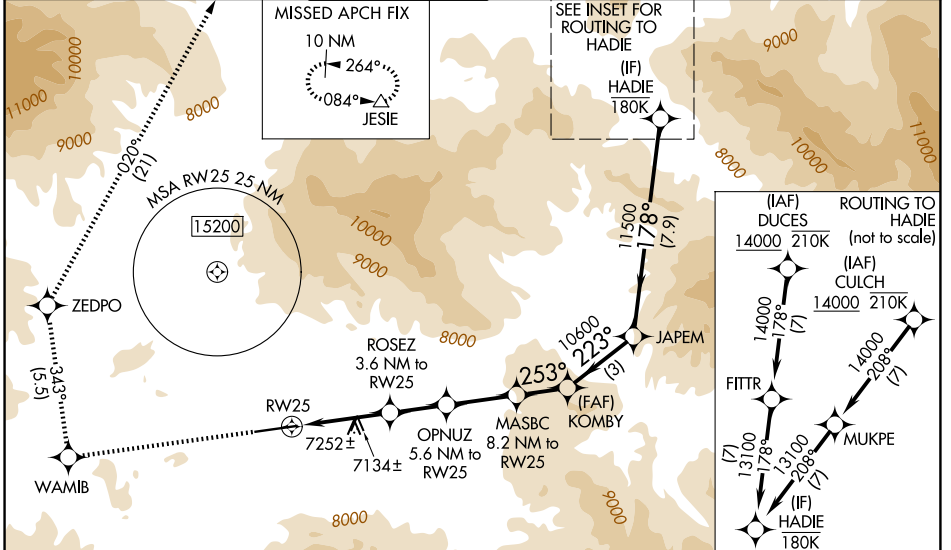 10000
11000
9000
8000
020°
(21)
MISSED APCH FIX
10 NM
264°
084°
JESIE
SEE INSET FOR
ROUTING TO
HADIE
(IF)
HADIE
180K
9000
8000
10000
11000
MSA RW25 25 NM
15200
10000
9000
8000
11500
178°
(7.9)
ZEDPO
343°
(5.5)
WAMIB
JAPEM
10600
223°
(3)
253°
(FAF)
KOMBY
ROSEZ
3.6 NM to
RW25
RW25
7252±
7134±
OPNUZ
5.6 NM to
RW25
MASBC
8.2 NM to
RW25
8000
9000
(IAF)
DUCES
14000 210K
ROUTING TO
HADIE
(not to scale)
(IAF)
CULCH
14000 210K
14000
178°
(7)
14000
208°
(7)
FITTR
MUKPE
(7)
13100
178°
13100
208°
(7)
(IF)
HADIE
180K